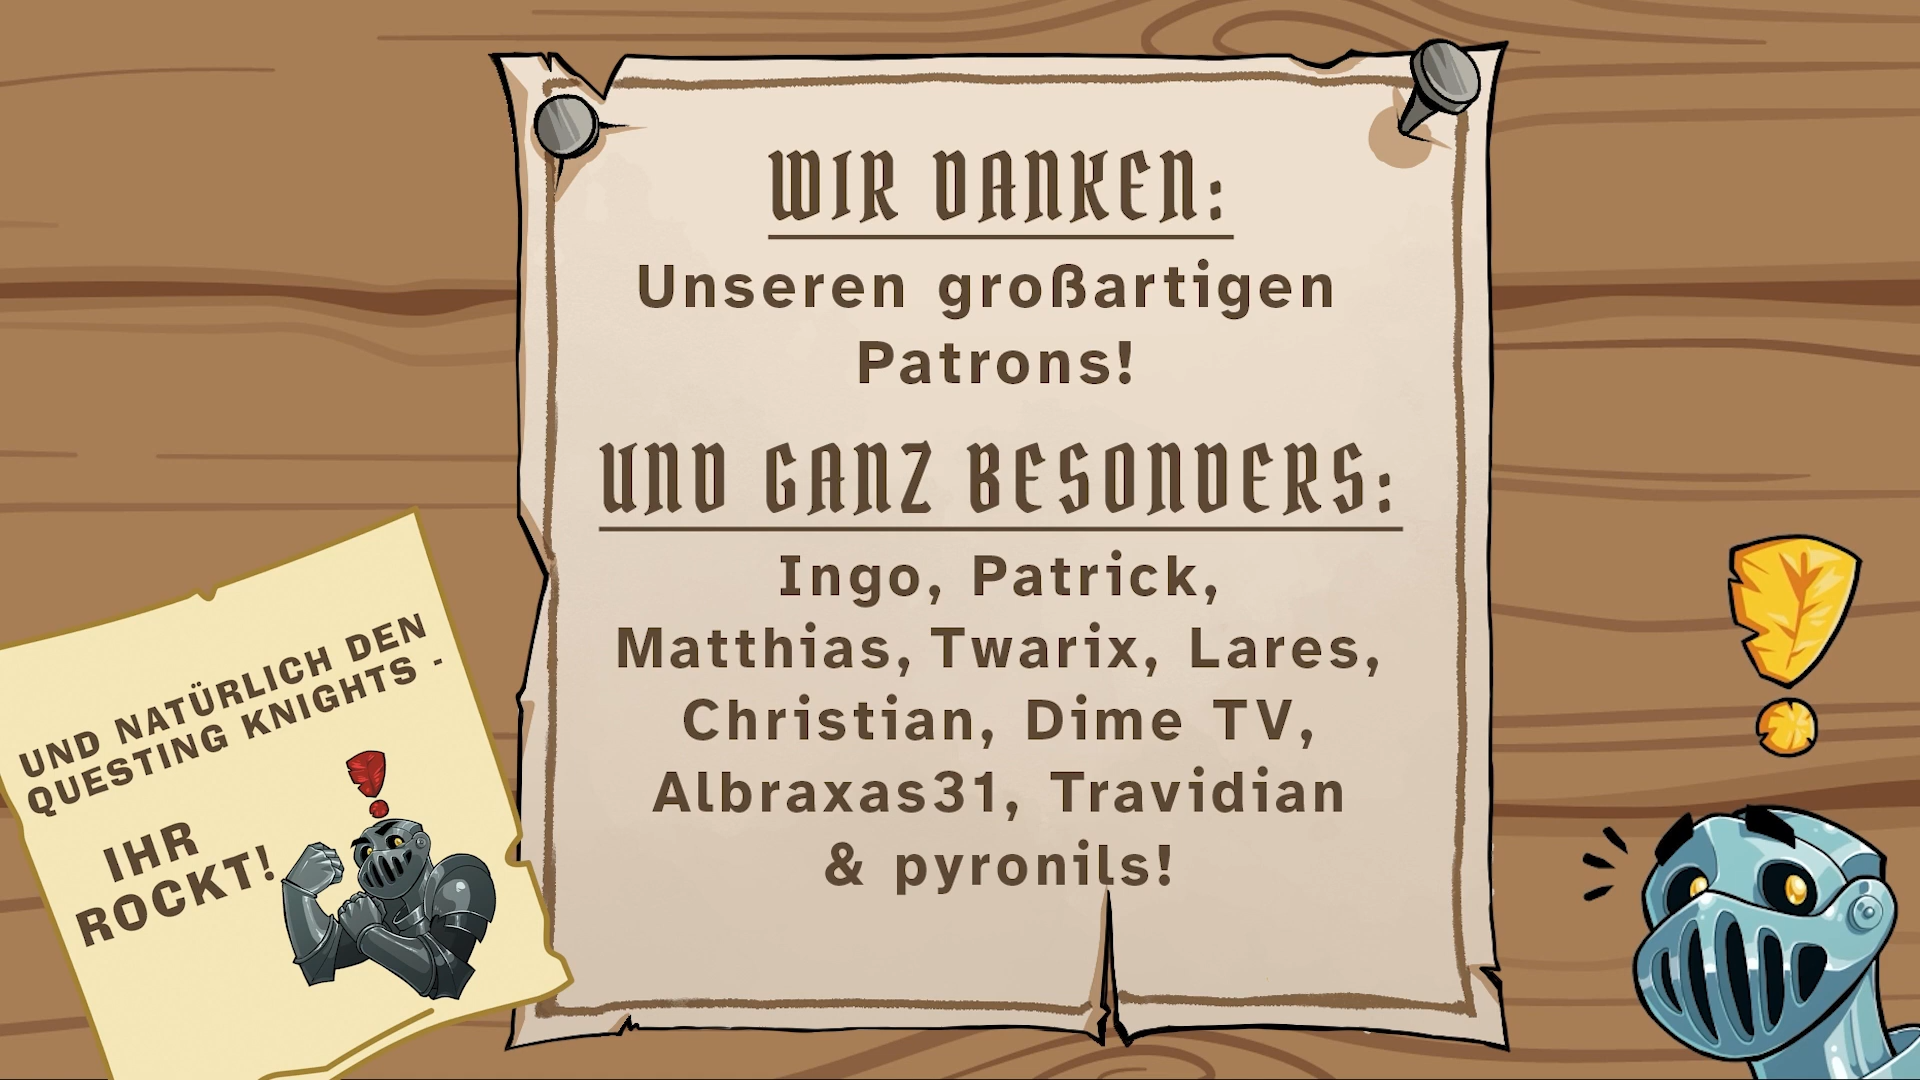 WIR DANKEN:
Unseren großartigen
Patrons!
UND GANZ BESONDERS:
Ingo, Patrick,
Matthias, Twarix, Lares,
Christian, Dime TV,
Albraxas31, Travidian
& pyronils!
UND NATÜRLICH DEN
QUESTING KNIGHTS -
IHR
ROCKT!